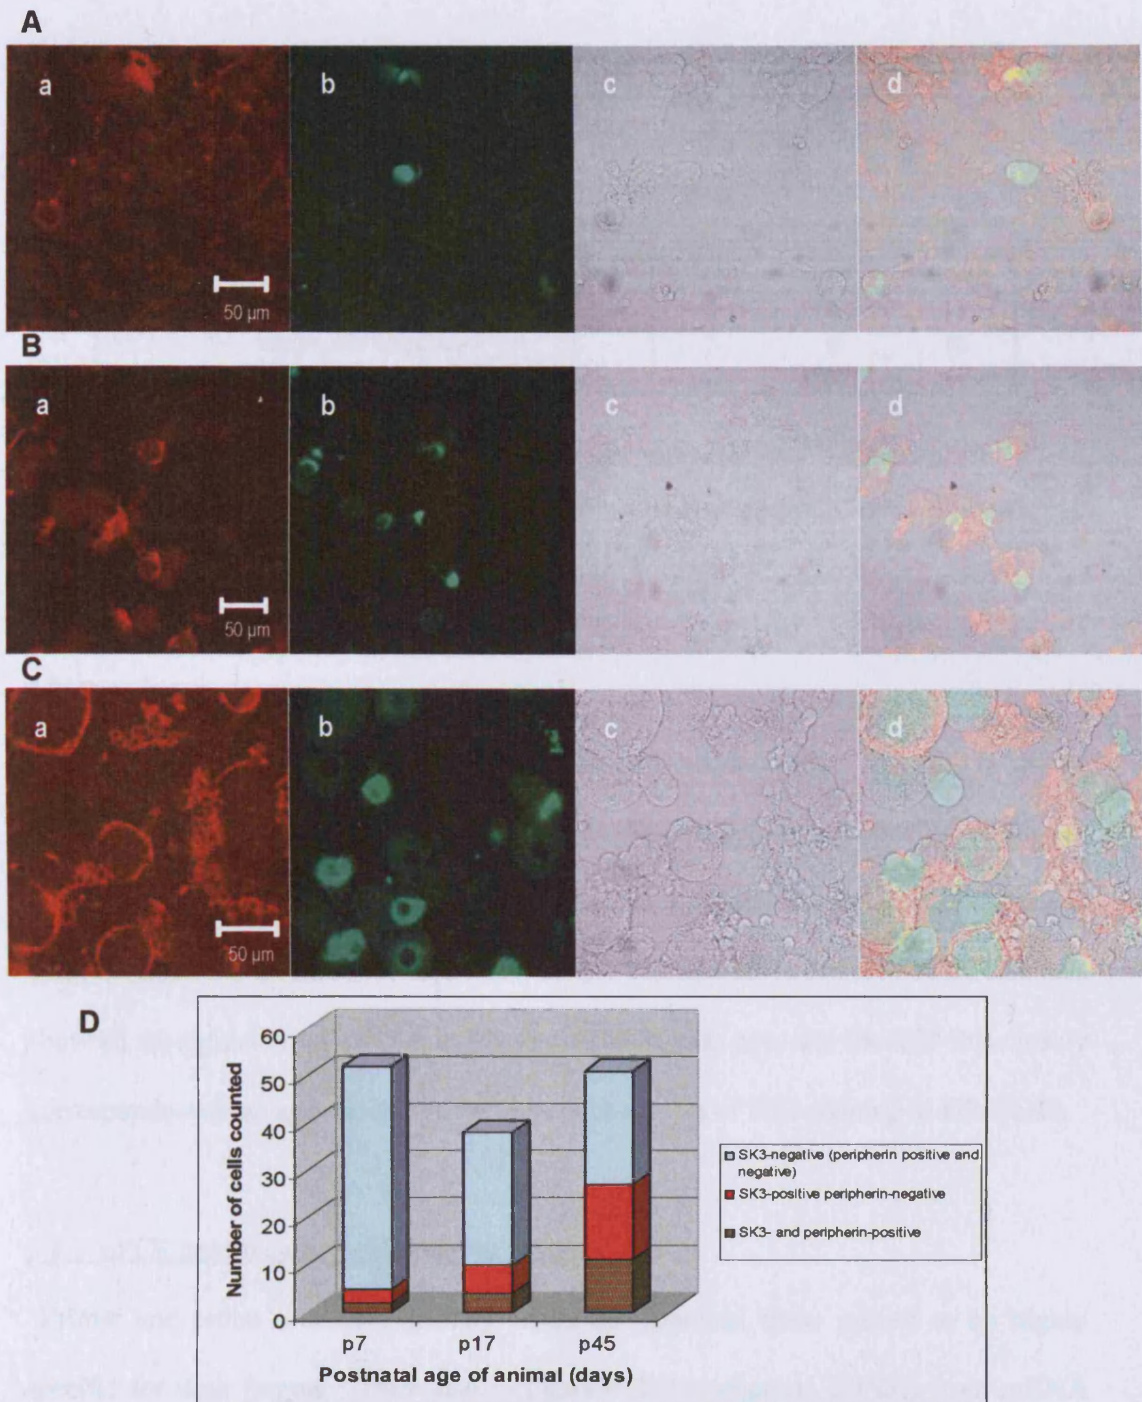 A
a b c d
50 µm
B
a b c d
50 µm
C
a b c d
50 µm
D
60
50
40
30
20
10
0
Number of cells counted
p7 p17 p45
Postnatal age of animal (days)
SK3-negative (peripherin positive and
negative)
SK3-positive peripherin-negative
SK3- and peripherin-positive